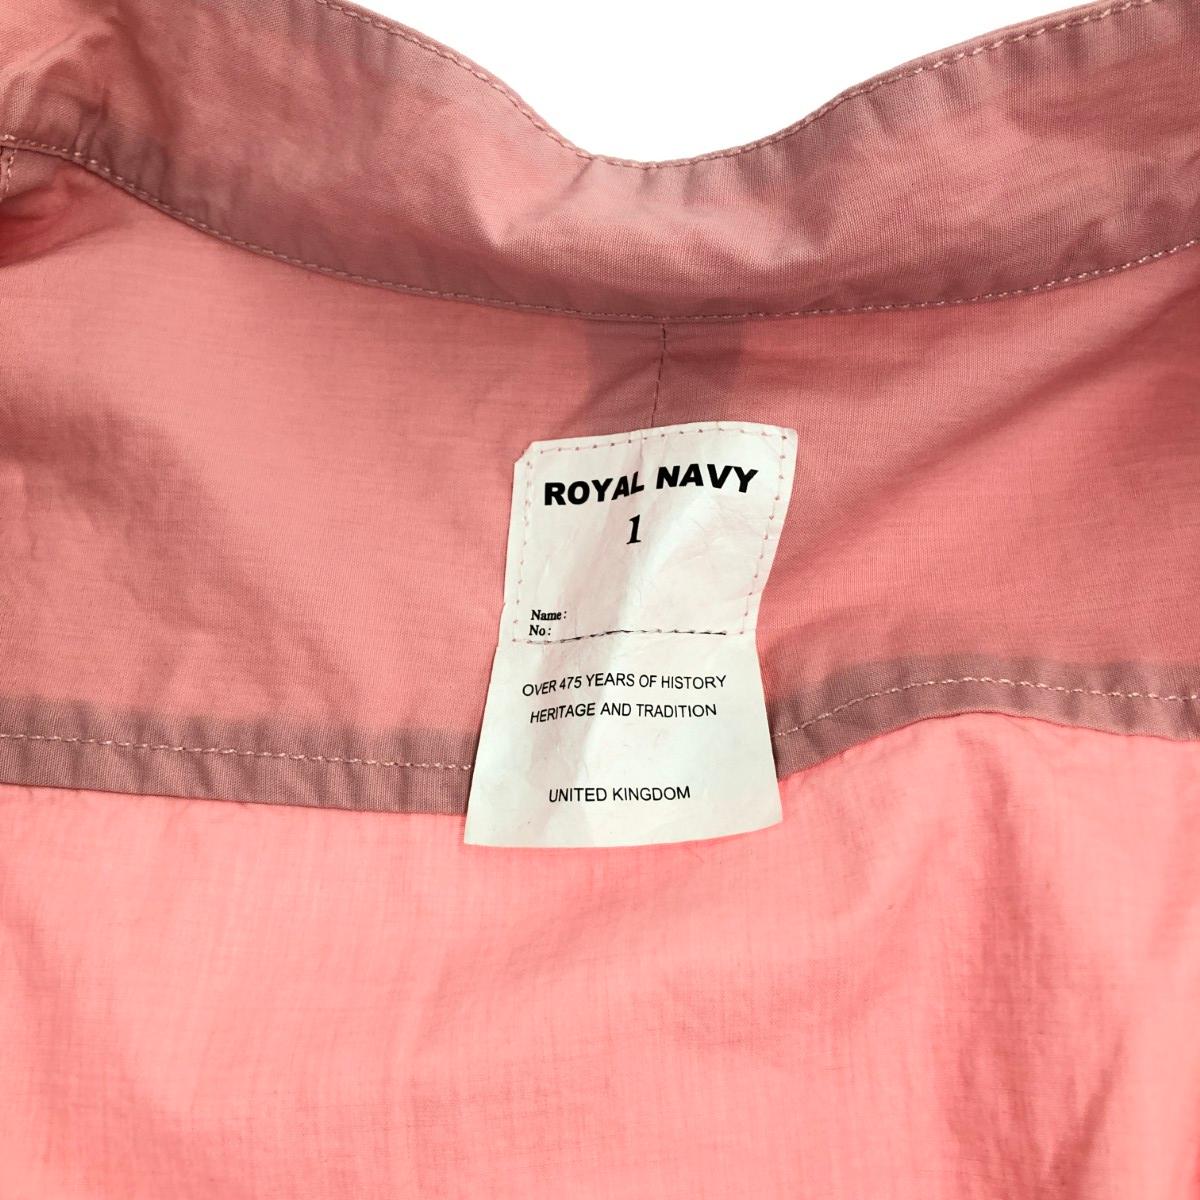 ROYAL NAVY
1
Name:
No:
OVER 475 YEARS OF HISTORY
HERITAGE AND TRADITION
UNITED KINGDOM